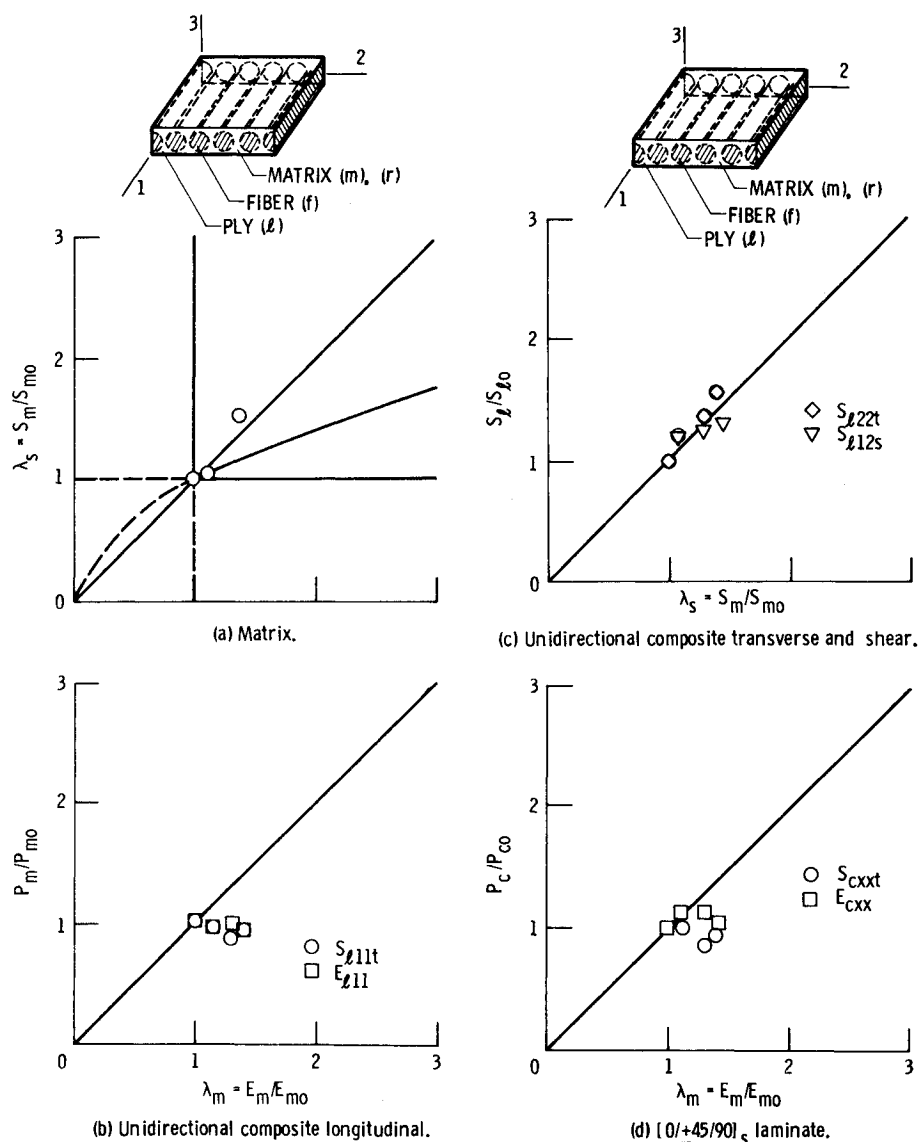 3
2
1
MATRIX (m), (r)
FIBER (f)
PLY (ℓ)
3
2
1
0
λs = Sm/Smo
(a) Matrix.
3
2
1
MATRIX (m), (r)
FIBER (f)
PLY (ℓ)
3
2
1
0
Sℓ/Sℓo
Sℓ22t
Sℓ12s
1
2
3
λs = Sm/Smo
(c) Unidirectional composite transverse and shear.
3
2
1
0
Pm/Pmo
Sℓ11t
Eℓ11
1
2
3
λm = Em/Emo
(b) Unidirectional composite longitudinal.
3
2
1
0
Pc/Pco
Scxxt
Ecxx
1
2
3
λm = Em/Emo
(d) [0/±45/90]s laminate.